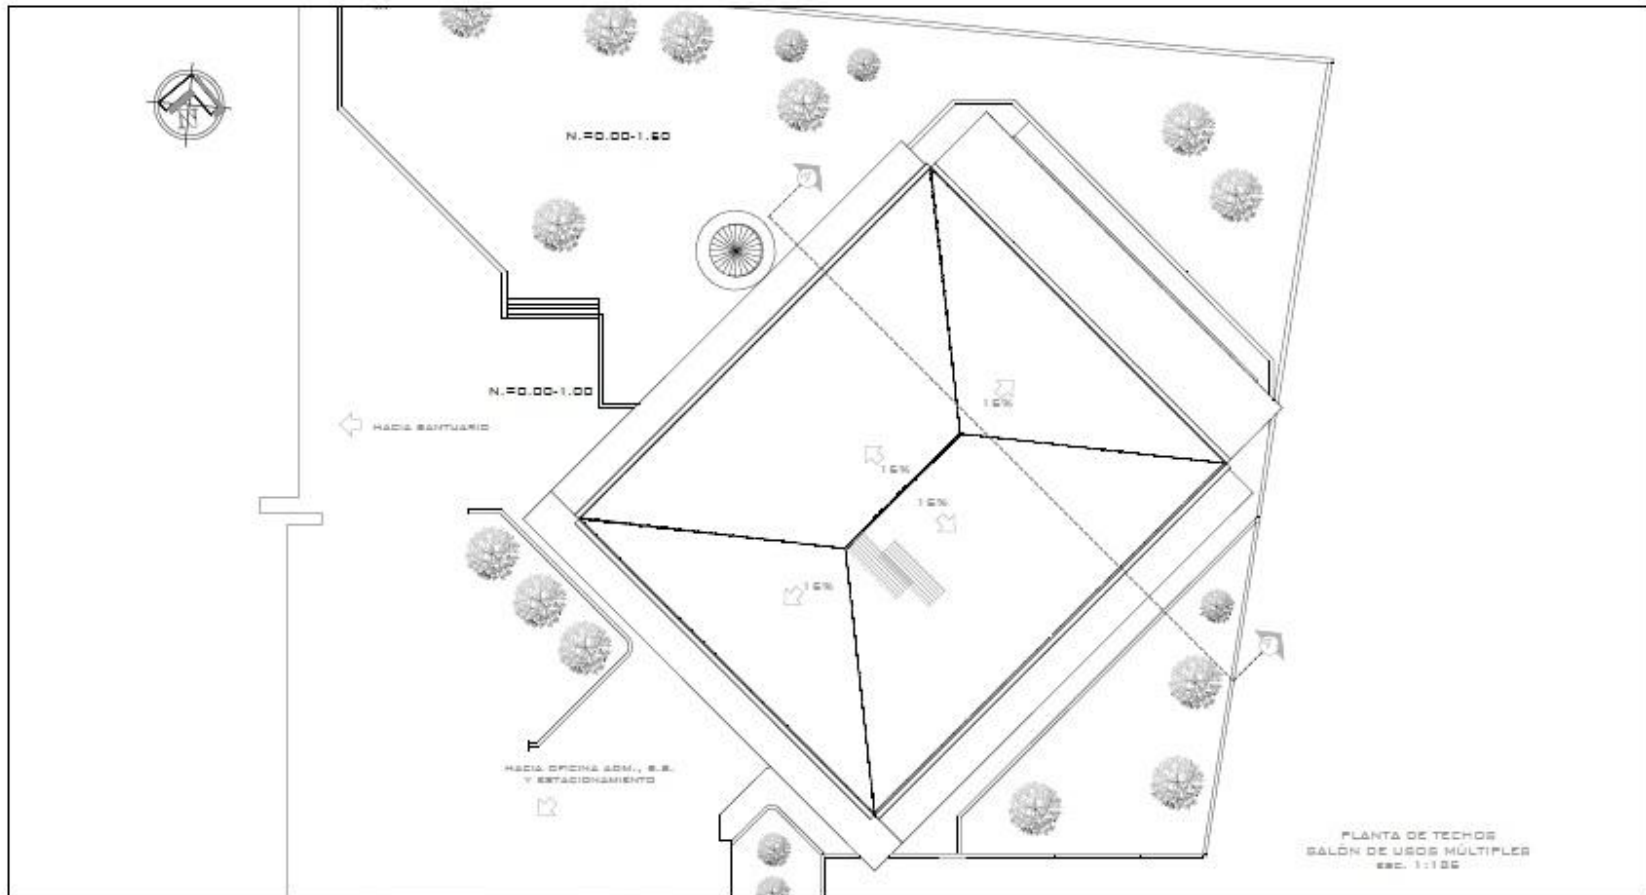 N
N.=0.00-1.60
N.=0.00-1.00
HACIA SANTUARIO
15%
15%
15%
15%
HACIA OFICINA ADM., S.S.
Y ESTACIONAMIENTO
PLANTA DE TECHOS
SALÓN DE USOS MÚLTIPLES